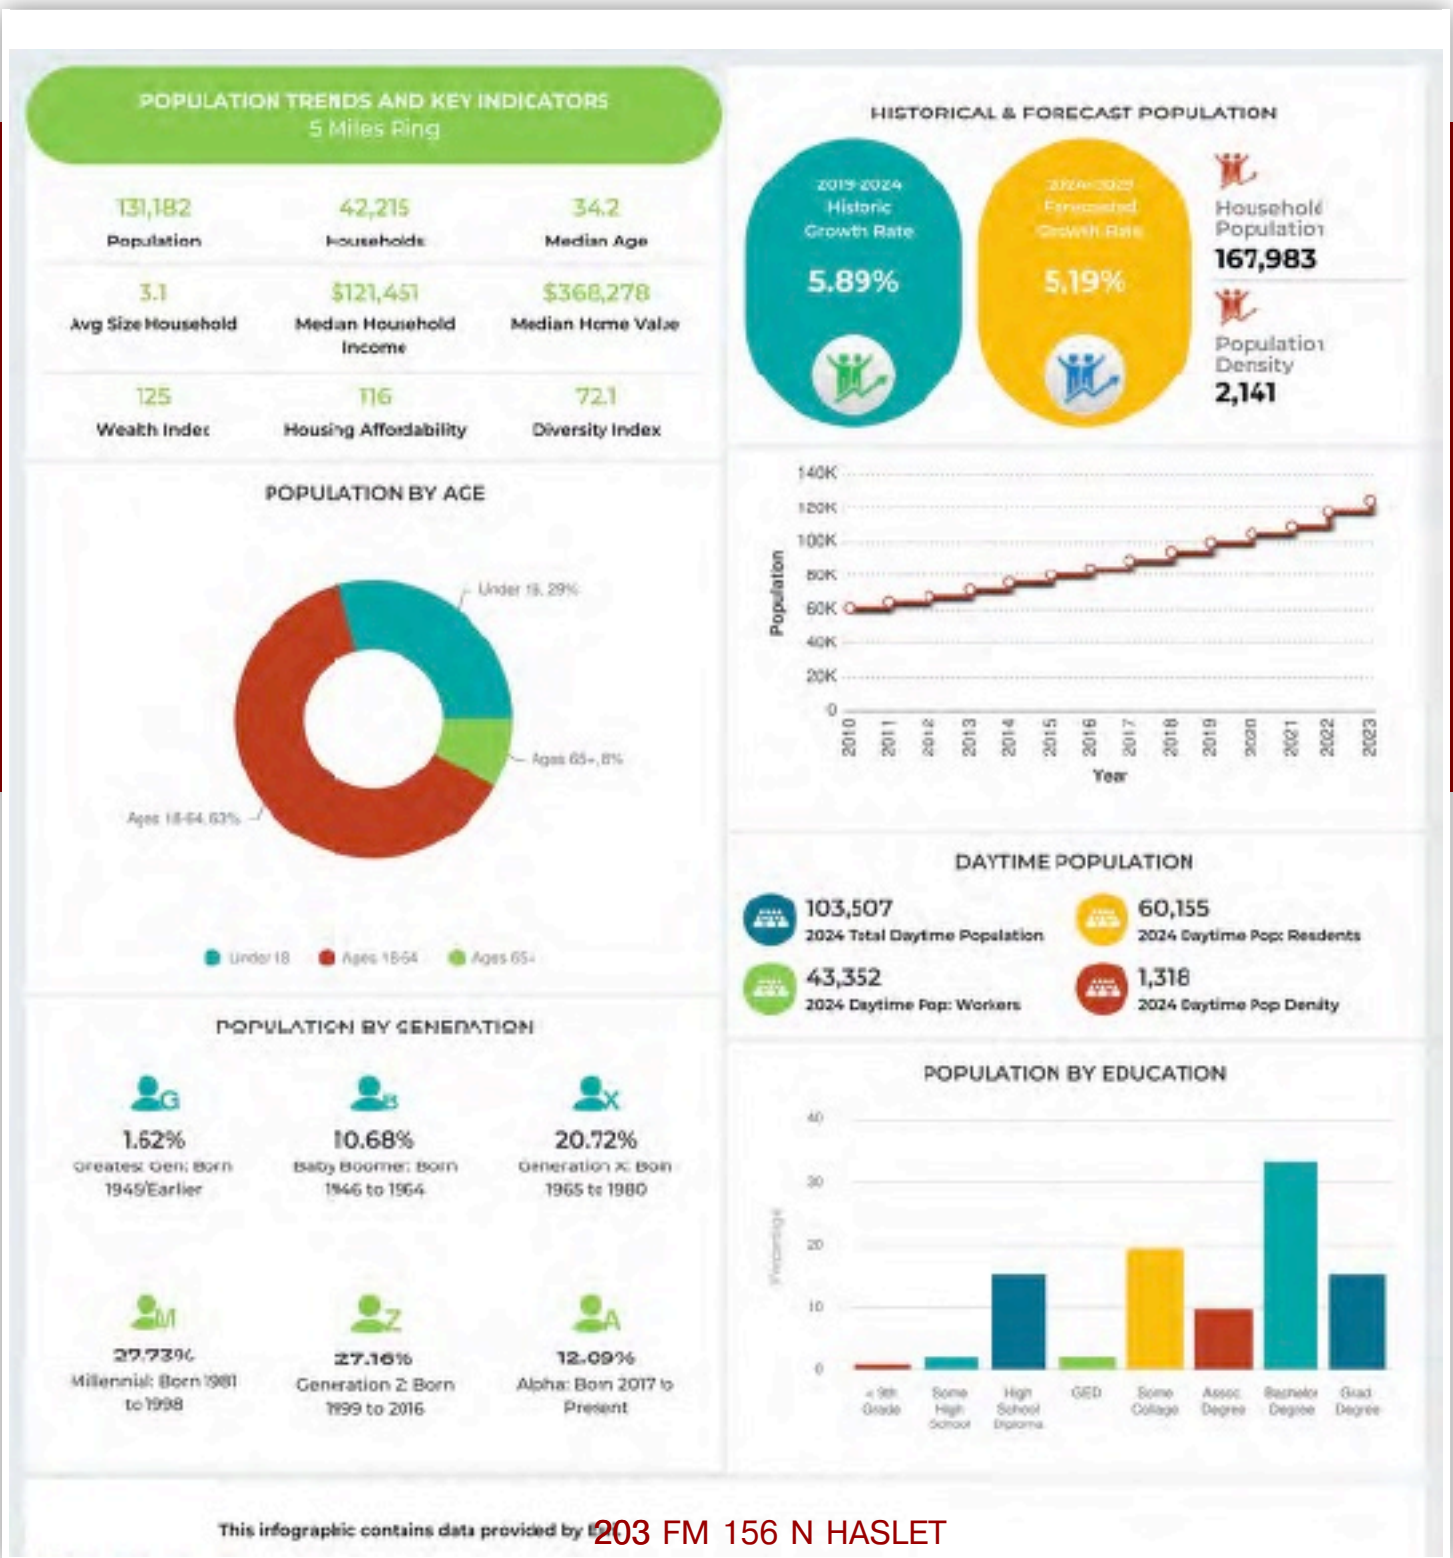 POPULATION TRENDS AND KEY INDICATORS
5 Miles Ring
131,182
Population
42,215
Households
34.2
Median Age
3.1
Avg Size Household
$121,451
Median Household
Income
$368,278
Median Home Value
125
Wealth Index
116
Housing Affordability
72.1
Diversity Index
POPULATION BY AGE
Under 18, 29%
Ages 65+, 8%
Ages 18-64, 63%
Under 18
Ages 18-64
Ages 65+
POPULATION BY GENERATION
1.62%
Greatest Gen: Born
1945/Earlier
10.68%
Baby Boomer: Born
1946 to 1964
20.72%
Generation X: Born
1965 to 1980
27.73%
Millennial: Born 1981
to 1998
27.16%
Generation Z: Born
1999 to 2016
12.09%
Alpha: Born 2017 to
Present
HISTORICAL & FORECAST POPULATION
2019-2024
Historic
Growth Rate
5.89%
2024-2029
Forecasted
Growth Rate
5.19%
Household
Population
167,983
Population
Density
2,141
140K
120K
100K
80K
60K
40K
20K
0
Population
2010
2011
2012
2013
2014
2015
2016
2017
2018
2019
2020
2021
2022
2023
Year
DAYTIME POPULATION
103,507
2024 Total Daytime Population
60,155
2024 Daytime Pop: Residents
43,352
2024 Daytime Pop: Workers
1,318
2024 Daytime Pop Density
POPULATION BY EDUCATION
40
30
20
10
0
Percentage
< 9th
Grade
Some
High
School
High
School
Diploma
GED
Some
College
Assoc
Degree
Bachelor
Degree
Grad
Degree
This infographic contains data provided by
203 FM 156 N HASLET